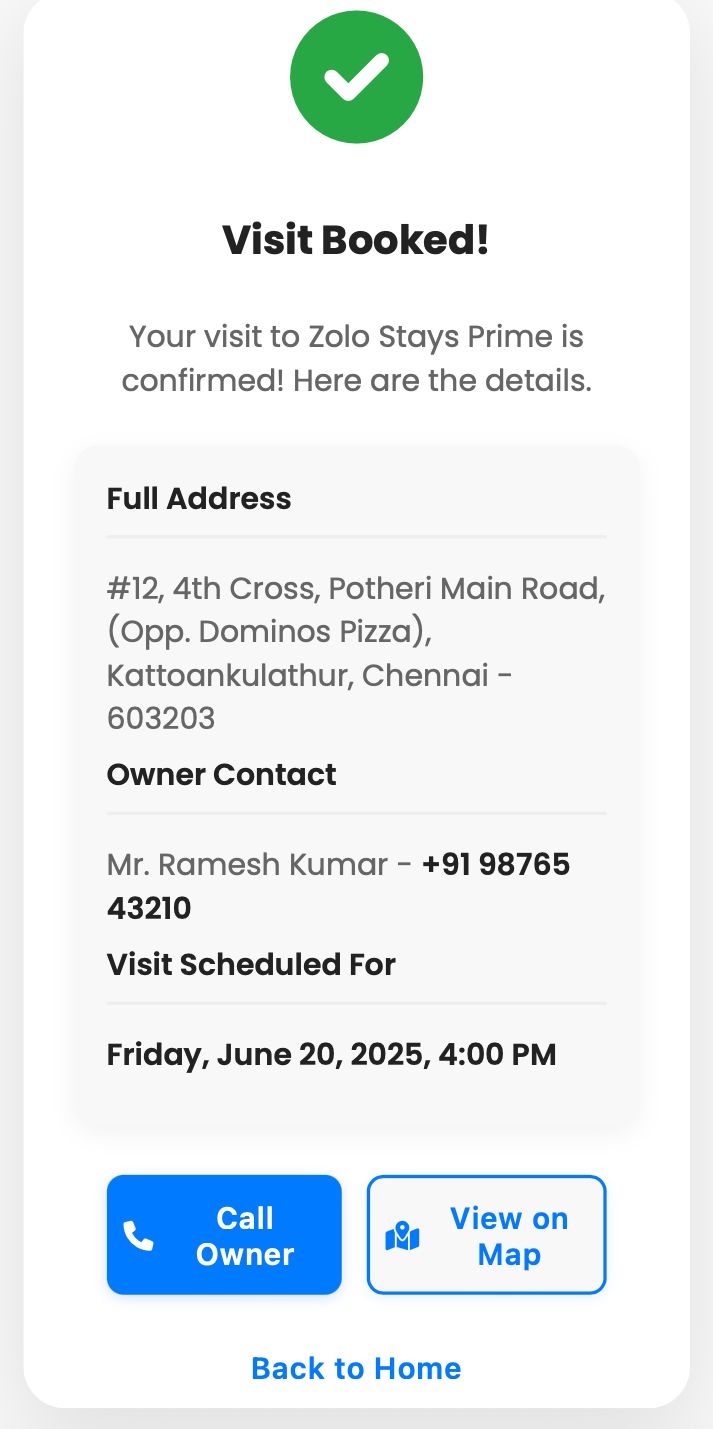 Visit Booked!
Your visit to Zolo Stays Prime is
confirmed! Here are the details.
Full Address
#12, 4th Cross, Potheri Main Road,
(Opp. Dominos Pizza),
Kattoankulathur, Chennai -
603203
Owner Contact
Mr. Ramesh Kumar - +91 98765
43210
Visit Scheduled For
Friday, June 20, 2025, 4:00 PM
Call
Owner
View on
Map
Back to Home